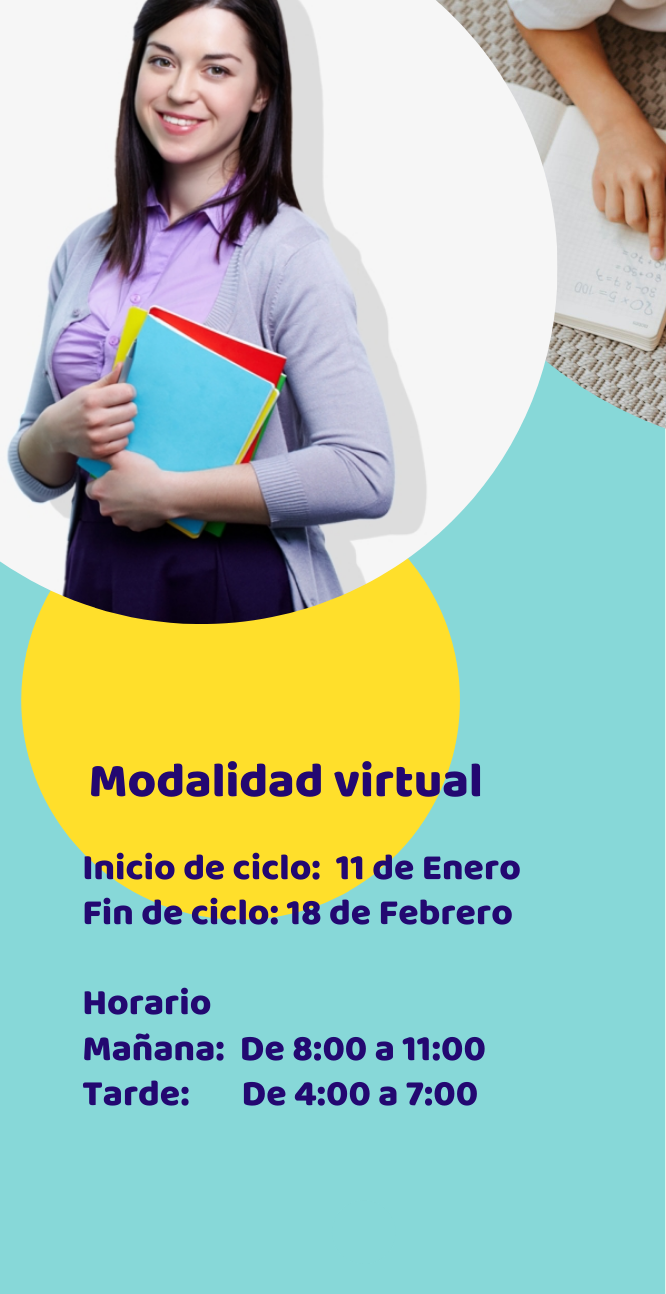 Modalidad virtual
Inicio de ciclo: 11 de Enero
Fin de ciclo: 18 de Febrero
Horario
Mañana: De 8:00 a 11:00
Tarde: De 4:00 a 7:00